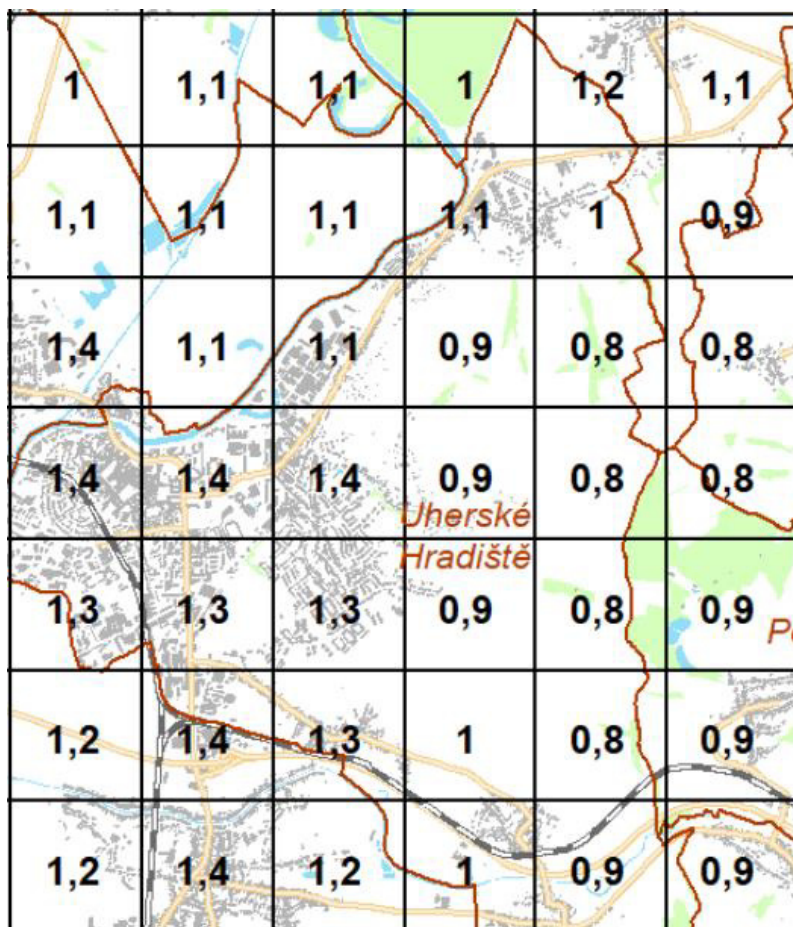 1 1,1 1,1 1 1,2 1,1
1,1 1,1 1,1 1,1 1 0,9
1,4 1,1 1,1 0,9 0,8 0,8
1,4 1,4 1,4 0,9 0,8 0,8
Uherské
Hradiště
1,3 1,3 1,3 0,9 0,8 0,9
1,2 1,4 1,3 1 0,8 0,9
1,2 1,4 1,2 1 0,9 0,9